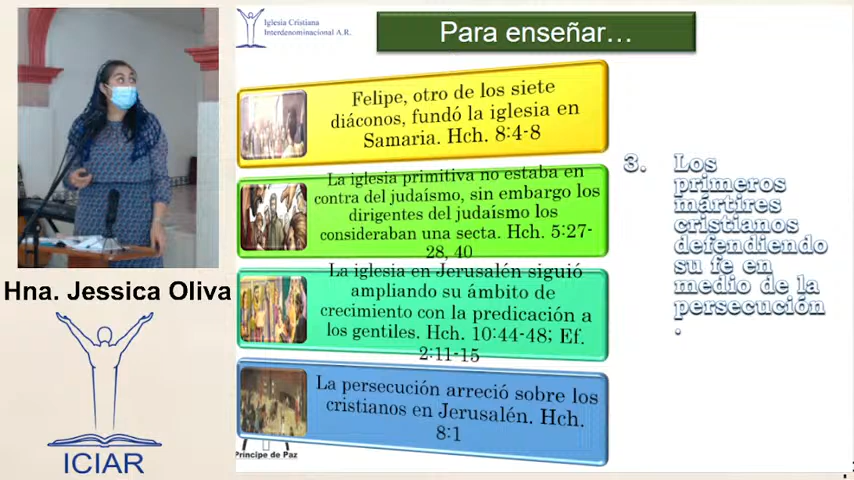 Iglesia Cristiana
Interdenominacional A.R.
Para enseñar...
Felipe, otro de los siete
diáconos, fundó la iglesia en
Samaria. Hch. 8:4-8
La iglesia primitiva no estaba en
contra del judaísmo, sin embargo los
dirigentes del judaísmo los
consideraban una secta. Hch. 5:27-
28, 40
La iglesia en Jerusalén siguió
ampliando su ámbito de
crecimiento con la predicación a
los gentiles. Hch. 10:44-48; Ef.
2:11-15
La persecución arreció sobre los
cristianos en Jerusalén. Hch.
8:1
3. Los
primeros
mártires
cristianos
defendiendo
su fe en
medio de la
persecución
.
Hna. Jessica Oliva
ICIAR
Príncipe de Paz